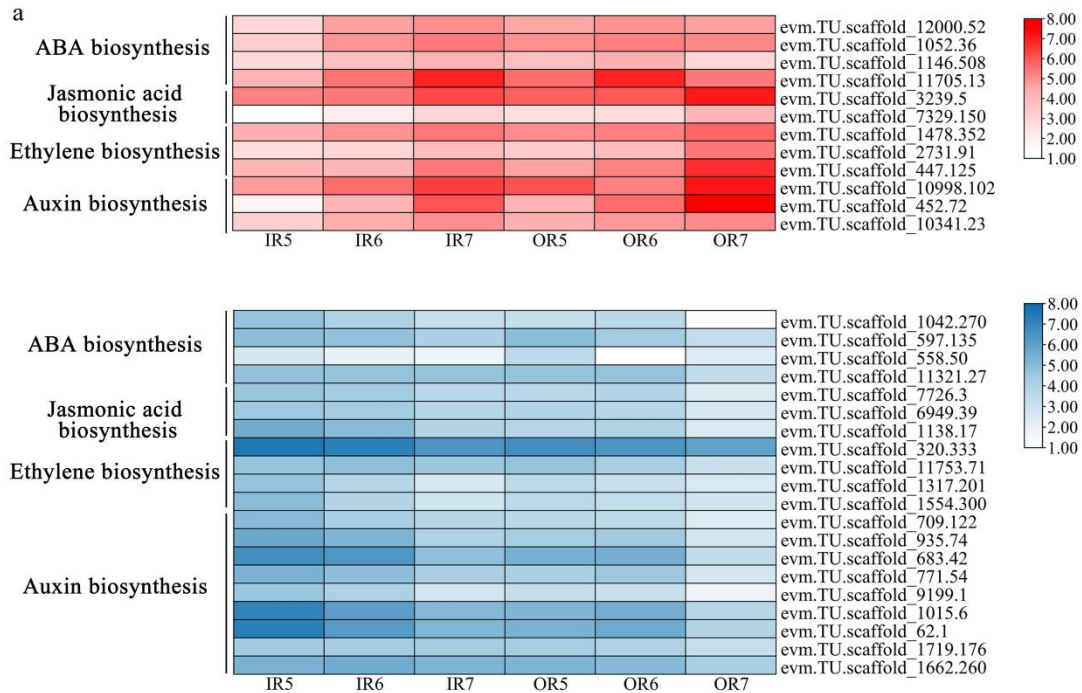 a
ABA biosynthesis
Jasmonic acid
biosynthesis
Ethylene biosynthesis
Auxin biosynthesis
evm.TU.scaffold_12000.52
evm.TU.scaffold_1052.36
evm.TU.scaffold_1146.508
evm.TU.scaffold_11705.13
evm.TU.scaffold_3239.5
evm.TU.scaffold_7329.150
evm.TU.scaffold_1478.352
evm.TU.scaffold_2731.91
evm.TU.scaffold_447.125
evm.TU.scaffold_10998.102
evm.TU.scaffold_452.72
evm.TU.scaffold_10341.23
IR5 IR6 IR7 OR5 OR6 OR7
8.00
7.00
6.00
5.00
4.00
3.00
2.00
1.00
ABA biosynthesis
Jasmonic acid
biosynthesis
Ethylene biosynthesis
Auxin biosynthesis
evm.TU.scaffold_1042.270
evm.TU.scaffold_597.135
evm.TU.scaffold_558.50
evm.TU.scaffold_11321.27
evm.TU.scaffold_7726.3
evm.TU.scaffold_6949.39
evm.TU.scaffold_1138.17
evm.TU.scaffold_320.333
evm.TU.scaffold_11753.71
evm.TU.scaffold_1317.201
evm.TU.scaffold_1554.300
evm.TU.scaffold_709.122
evm.TU.scaffold_935.74
evm.TU.scaffold_683.42
evm.TU.scaffold_771.54
evm.TU.scaffold_9199.1
evm.TU.scaffold_1015.6
evm.TU.scaffold_62.1
evm.TU.scaffold_1719.176
evm.TU.scaffold_1662.260
IR5 IR6 IR7 OR5 OR6 OR7
8.00
7.00
6.00
5.00
4.00
3.00
2.00
1.00